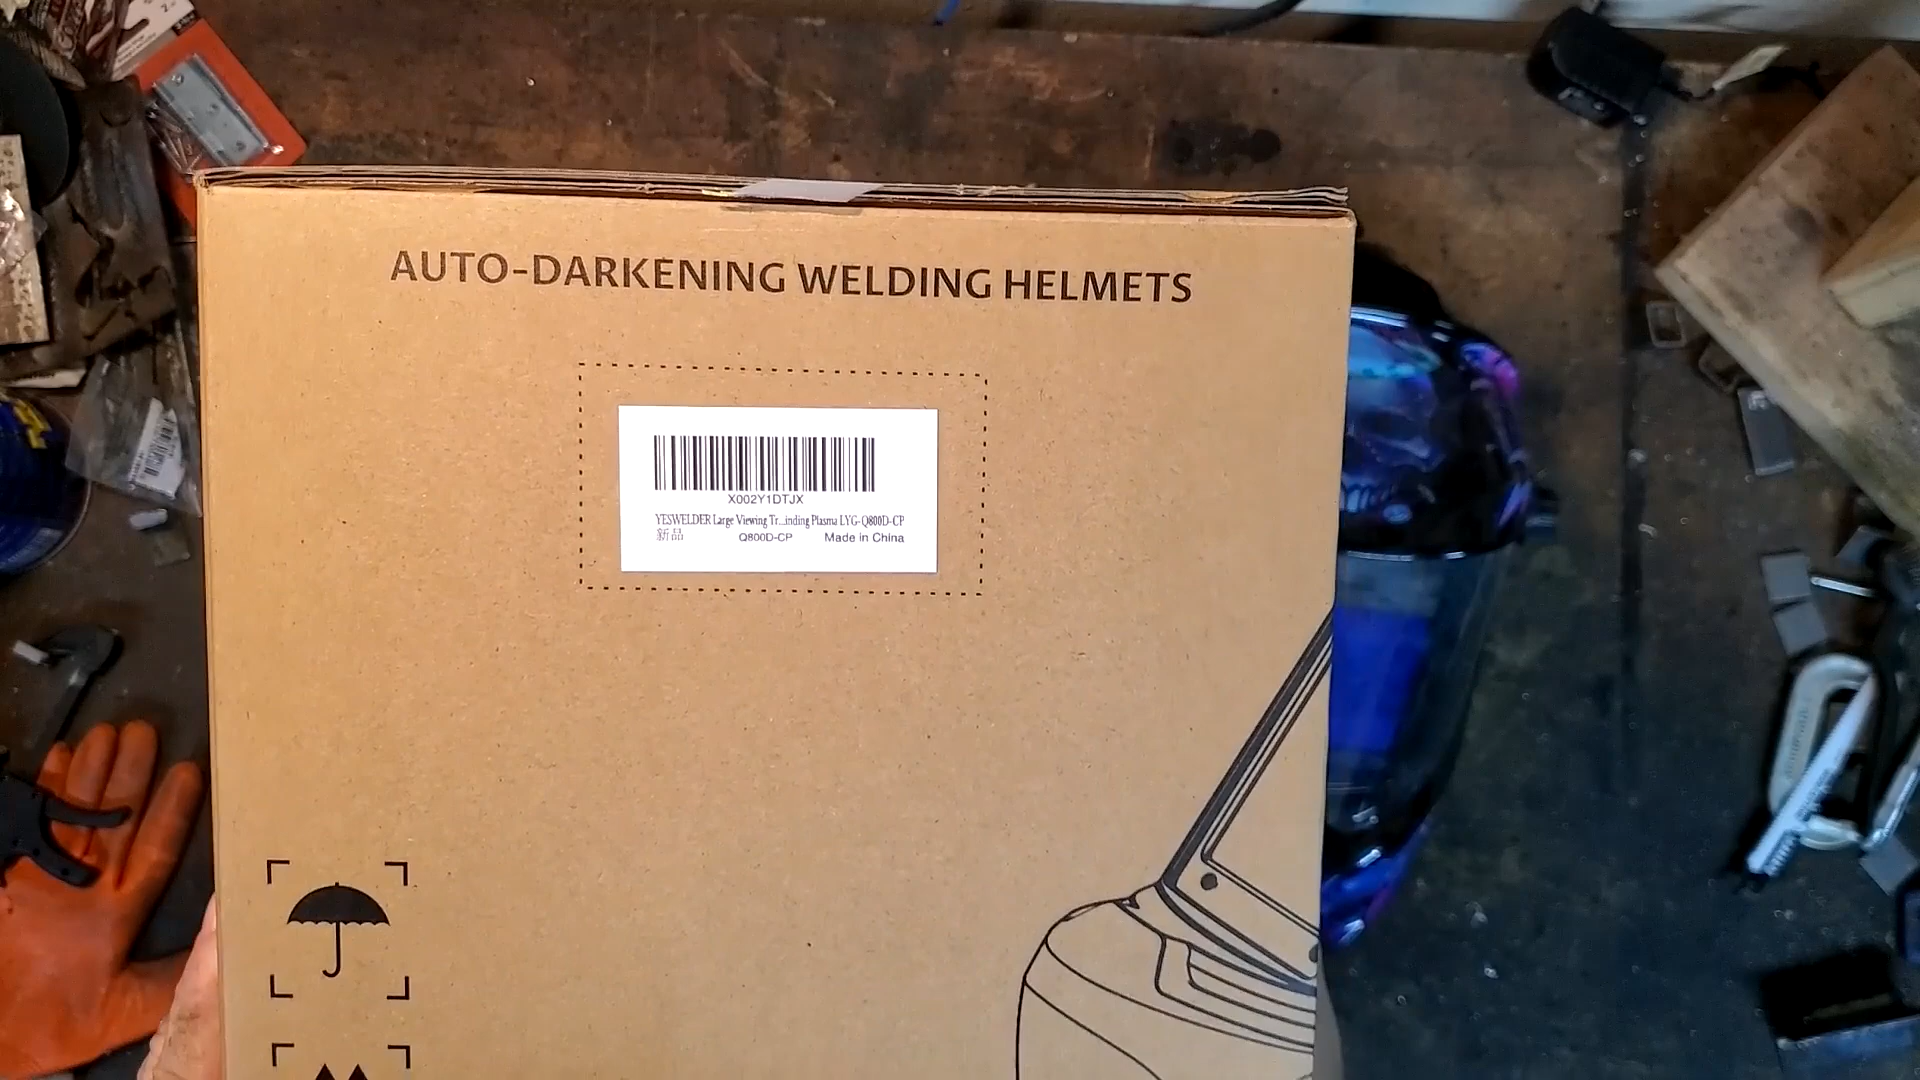 AUTO-DARKENING WELDING HELMETS
X002Y1DTJX
YESWELDER Large Viewing Tr...inding Plasma LYG-Q800D-CP
新品 Q800D-CP Made in China